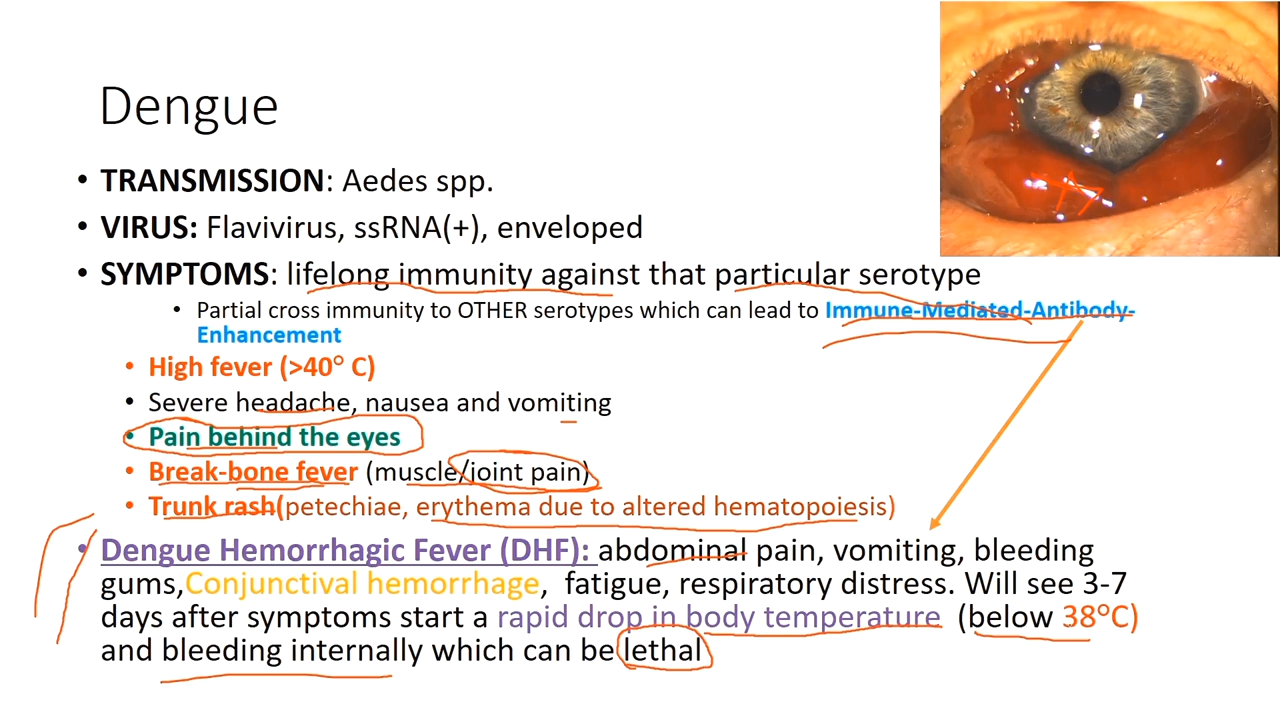 Dengue
• TRANSMISSION: Aedes spp.
• VIRUS: Flavivirus, ssRNA(+), enveloped
• SYMPTOMS: lifelong immunity against that particular serotype
• Partial cross immunity to OTHER serotypes which can lead to Immune-Mediated-Antibody-
Enhancement
• High fever (>40° C)
• Severe headache, nausea and vomiting
• Pain behind the eyes
• Break-bone fever (muscle/joint pain)
• Trunk rash(petechiae, erythema due to altered hematopoiesis)
• Dengue Hemorrhagic Fever (DHF): abdominal pain, vomiting, bleeding
gums,Conjunctival hemorrhage, fatigue, respiratory distress. Will see 3-7
days after symptoms start a rapid drop in body temperature (below 38°C)
and bleeding internally which can be lethal